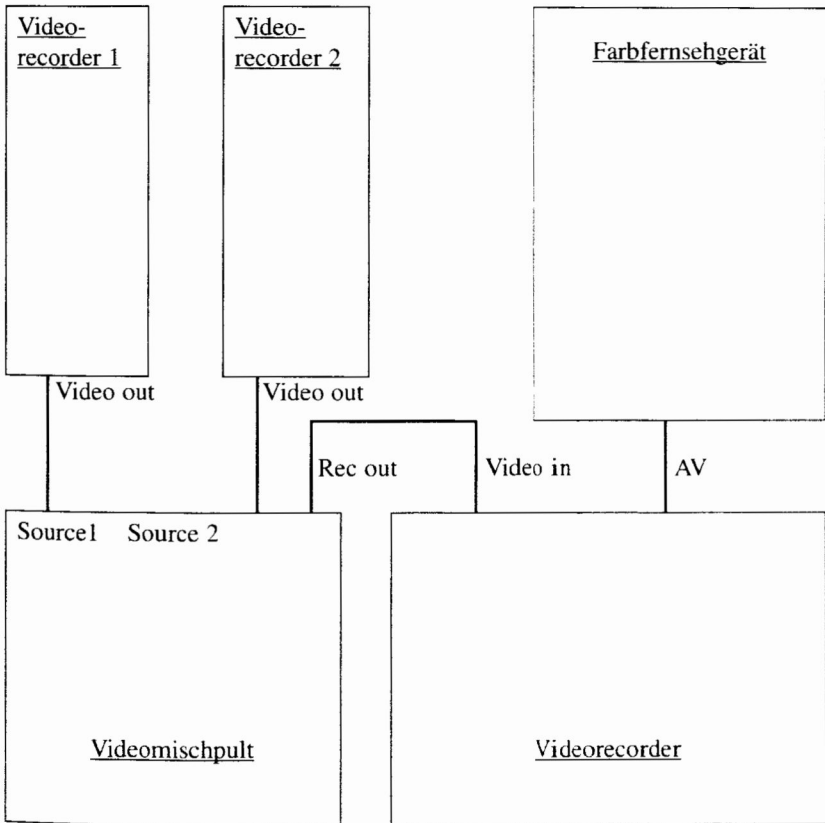 Video-
recorder 1
Video-
recorder 2
Farbfernsehgerät
Video out
Video out
Rec out
Video in
AV
Source1
Source 2
Videomischpult
Videorecorder